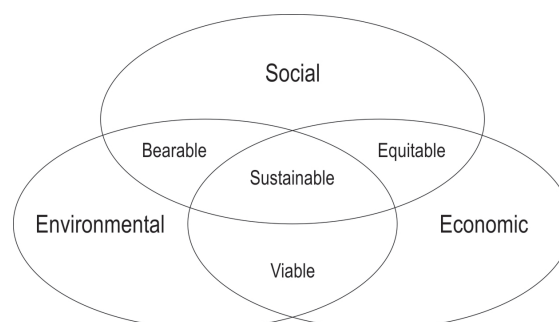 Social
Bearable
Equitable
Sustainable
Environmental
Economic
Viable